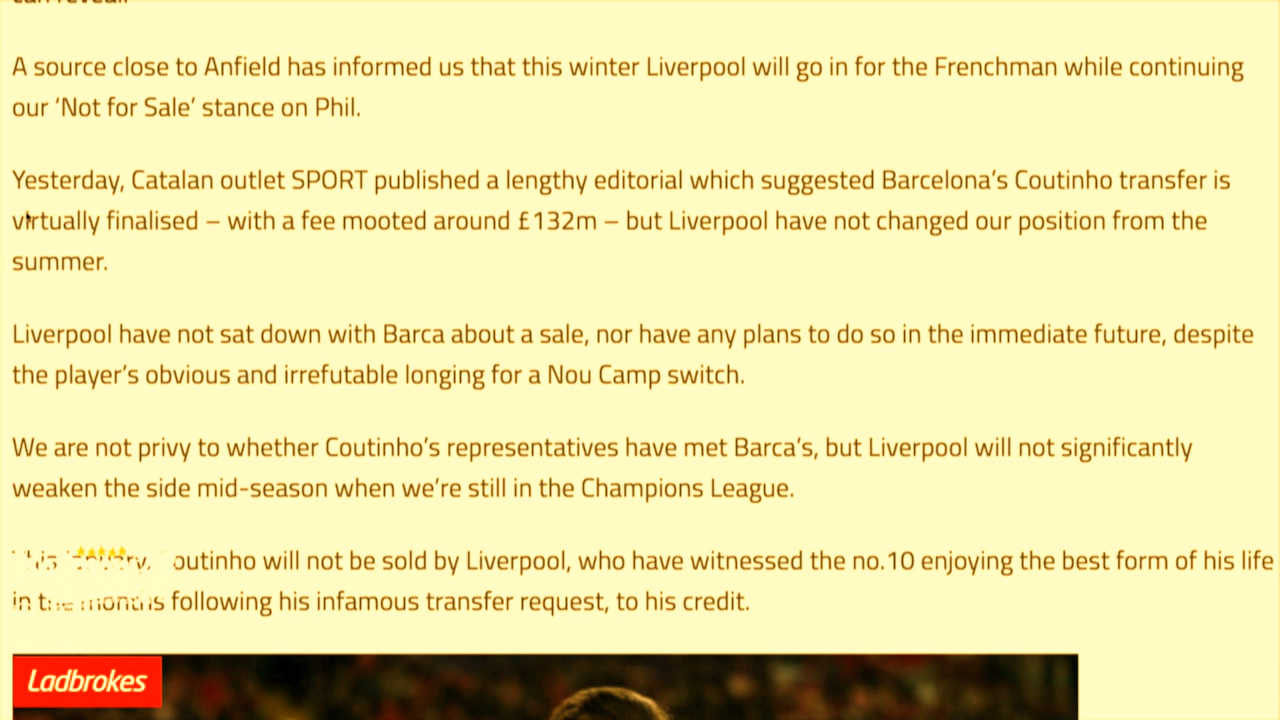 A source close to Anfield has informed us that this winter Liverpool will go in for the Frenchman while continuing
our ‘Not for Sale’ stance on Phil.
Yesterday, Catalan outlet SPORT published a lengthy editorial which suggested Barcelona’s Coutinho transfer is
virtually finalised – with a fee mooted around £132m – but Liverpool have not changed our position from the
summer.
Liverpool have not sat down with Barca about a sale, nor have any plans to do so in the immediate future, despite
the player’s obvious and irrefutable longing for a Nou Camp switch.
We are not privy to whether Coutinho’s representatives have met Barca’s, but Liverpool will not significantly
weaken the side mid-season when we’re still in the Champions League.
outinho will not be sold by Liverpool, who have witnessed the no.10 enjoying the best form of his life
in the months following his infamous transfer request, to his credit.
Ladbrokes